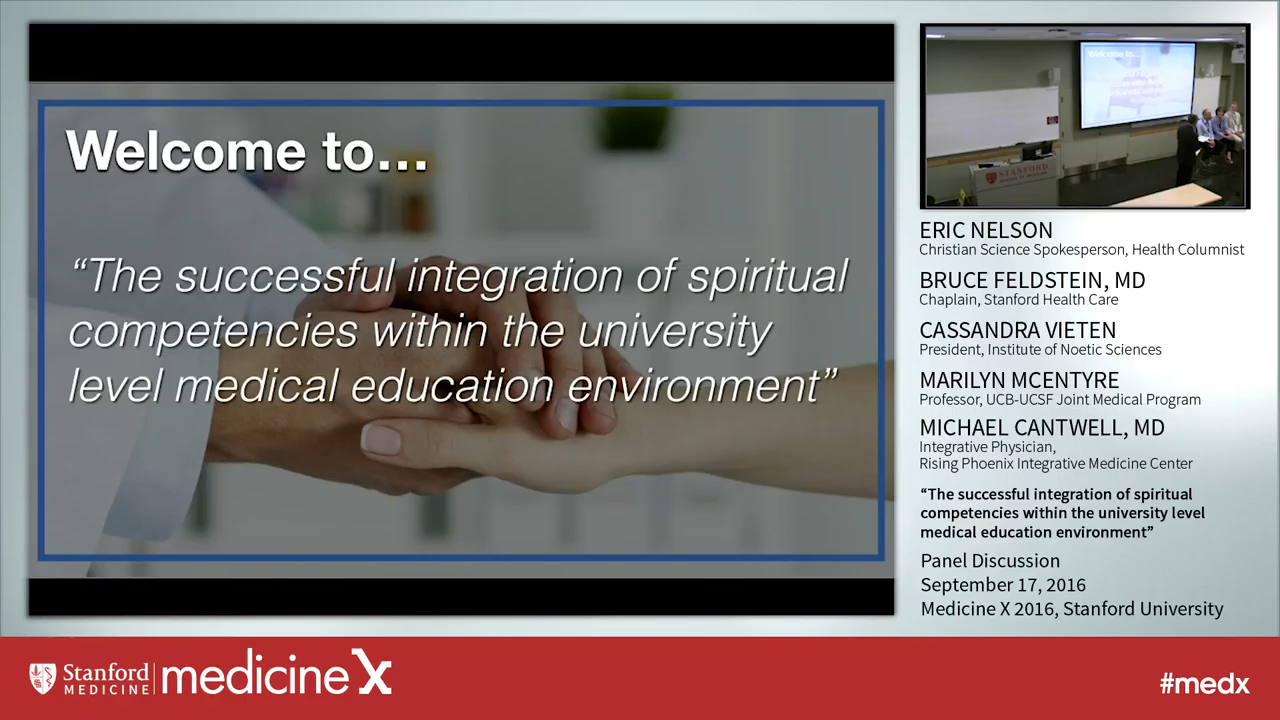 Welcome to...
“The successful integration of spiritual
competencies within the university
level medical education environment”
Welcome to...
STANFORD
ERIC NELSON
Christian Science Spokesperson, Health Columnist
BRUCE FELDSTEIN, MD
Chaplain, Stanford Health Care
CASSANDRA VIETEN
President, Institute of Noetic Sciences
MARILYN MCENTYRE
Professor, UCB-UCSF Joint Medical Program
MICHAEL CANTWELL, MD
Integrative Physician,
Rising Phoenix Integrative Medicine Center
“The successful integration of spiritual
competencies within the university level
medical education environment”
Panel Discussion
September 17, 2016
Medicine X 2016, Stanford University
Stanford
MEDICINE
medicine X
#medx